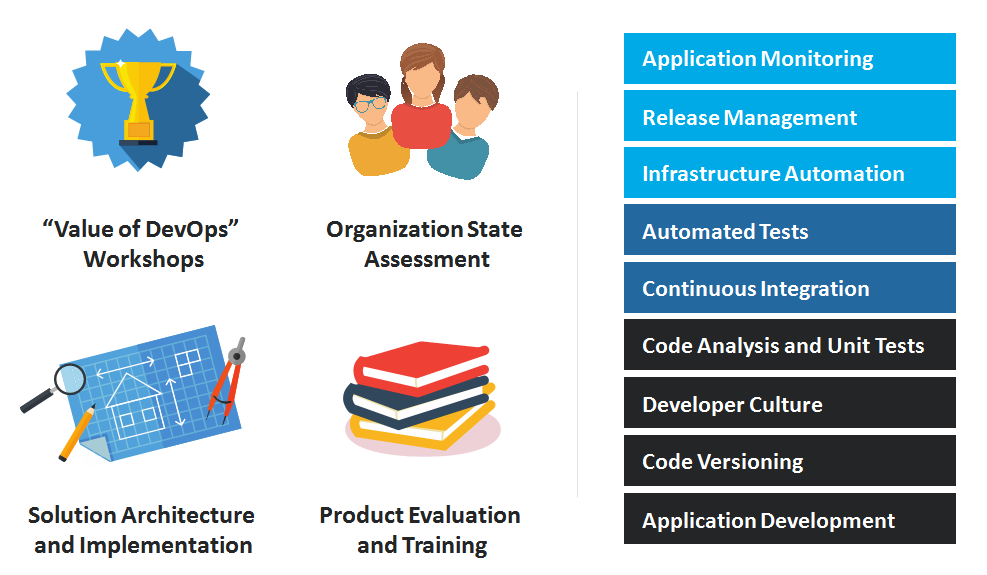 “Value of DevOps”
Workshops
Organization State
Assessment
Solution Architecture
and Implementation
Product Evaluation
and Training
Application Monitoring
Release Management
Infrastructure Automation
Automated Tests
Continuous Integration
Code Analysis and Unit Tests
Developer Culture
Code Versioning
Application Development